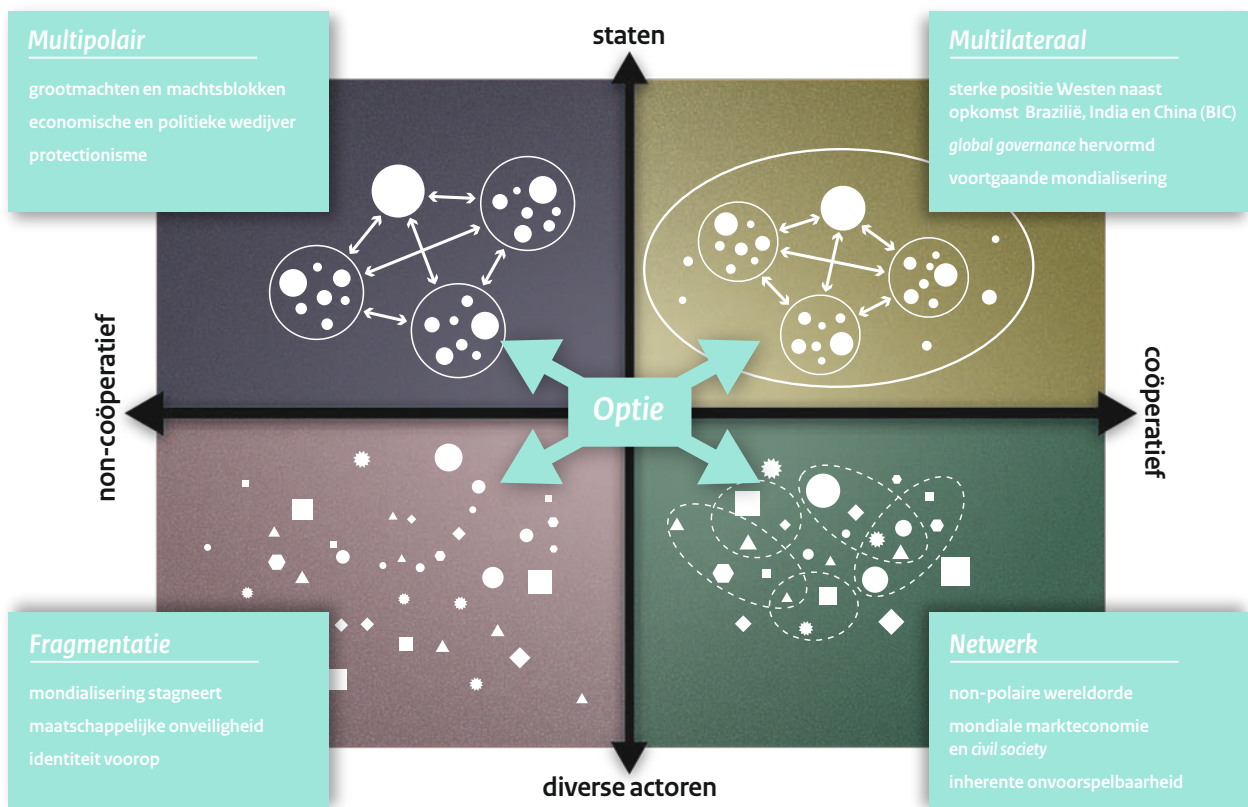 Multipolair
grootmachten en machtsblokken
economische en politieke wedijver
protectionisme
staten
Multilateraal
sterke positie Westen naast
opkomst Brazilië, India en China (BIC)
global governance hervormd
voortgaande mondialisering
non-coöperatief
Optie
coöperatief
Fragmentatie
mondialisering stagneert
maatschappelijke onveiligheid
identiteit voorop
diverse actoren
Netwerk
non-polaire wereldorde
mondiale markteconomie
en civil society
inherente onvoorspelbaarheid